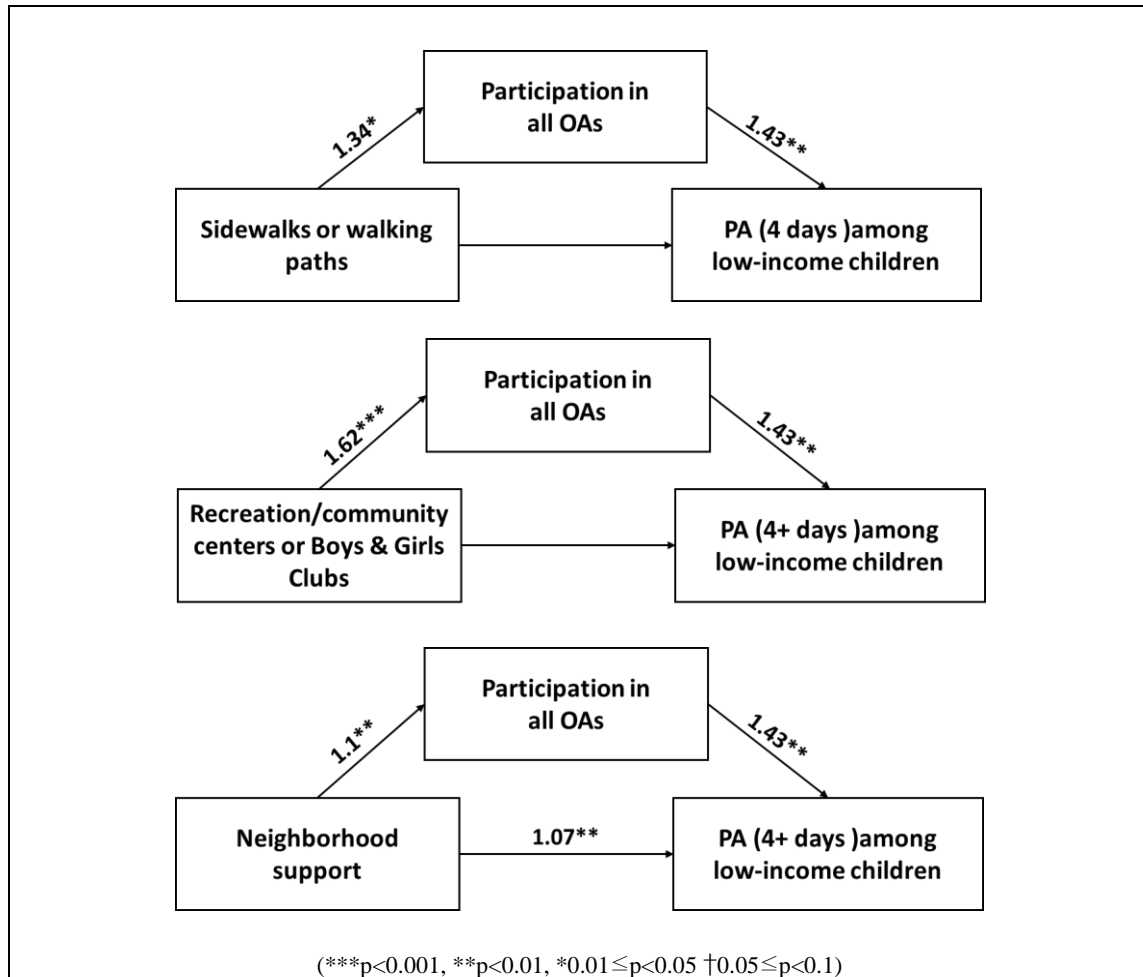 Participation in
all OAs
1.34*
1.43**
Sidewalks or walking
paths
PA (4 days )among
low-income children
Participation in
all OAs
1.62***
1.43**
Recreation/community
centers or Boys & Girls
Clubs
PA (4+ days )among
low-income children
Participation in
all OAs
1.1**
1.43**
Neighborhood
support
1.07**
PA (4+ days )among
low-income children
(***p<0.001, **p<0.01, *0.01≦p<0.05 †0.05≦p<0.1)